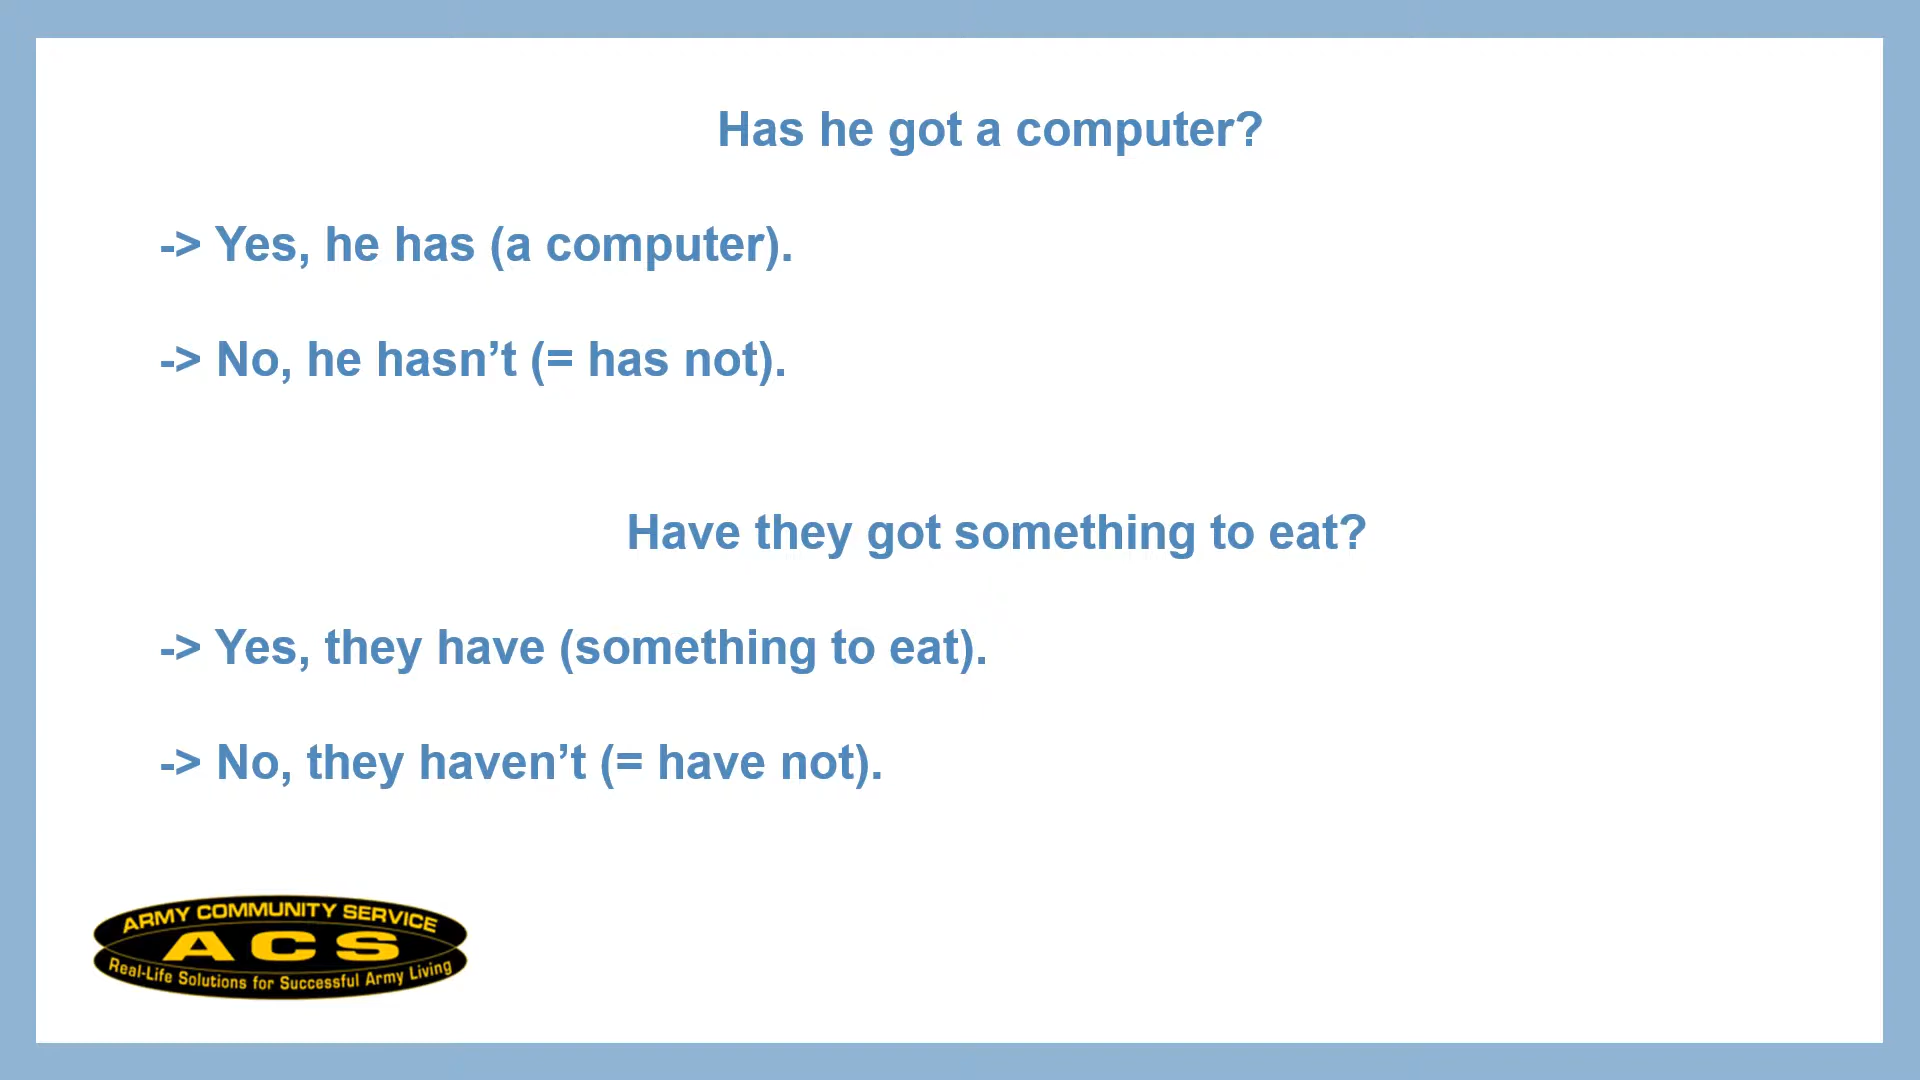 Has he got a computer?
-> Yes, he has (a computer).
-> No, he hasn’t (= has not).
Have they got something to eat?
-> Yes, they have (something to eat).
-> No, they haven’t (= have not).
ARMY COMMUNITY SERVICE
ACS
Real-Life Solutions for Successful Army Living